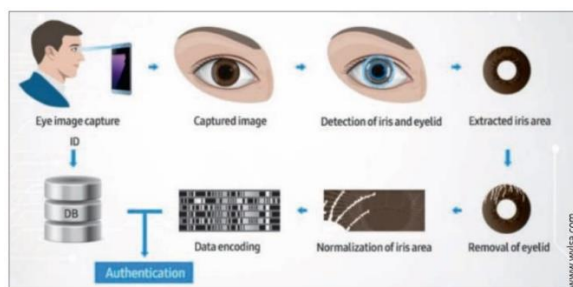 Eye image capture
Captured image
Detection of iris and eyelid
Extracted iris area
ID
DB
Data encoding
Normalization of iris area
Removal of eyelid
Authentication
www.wylsa.com